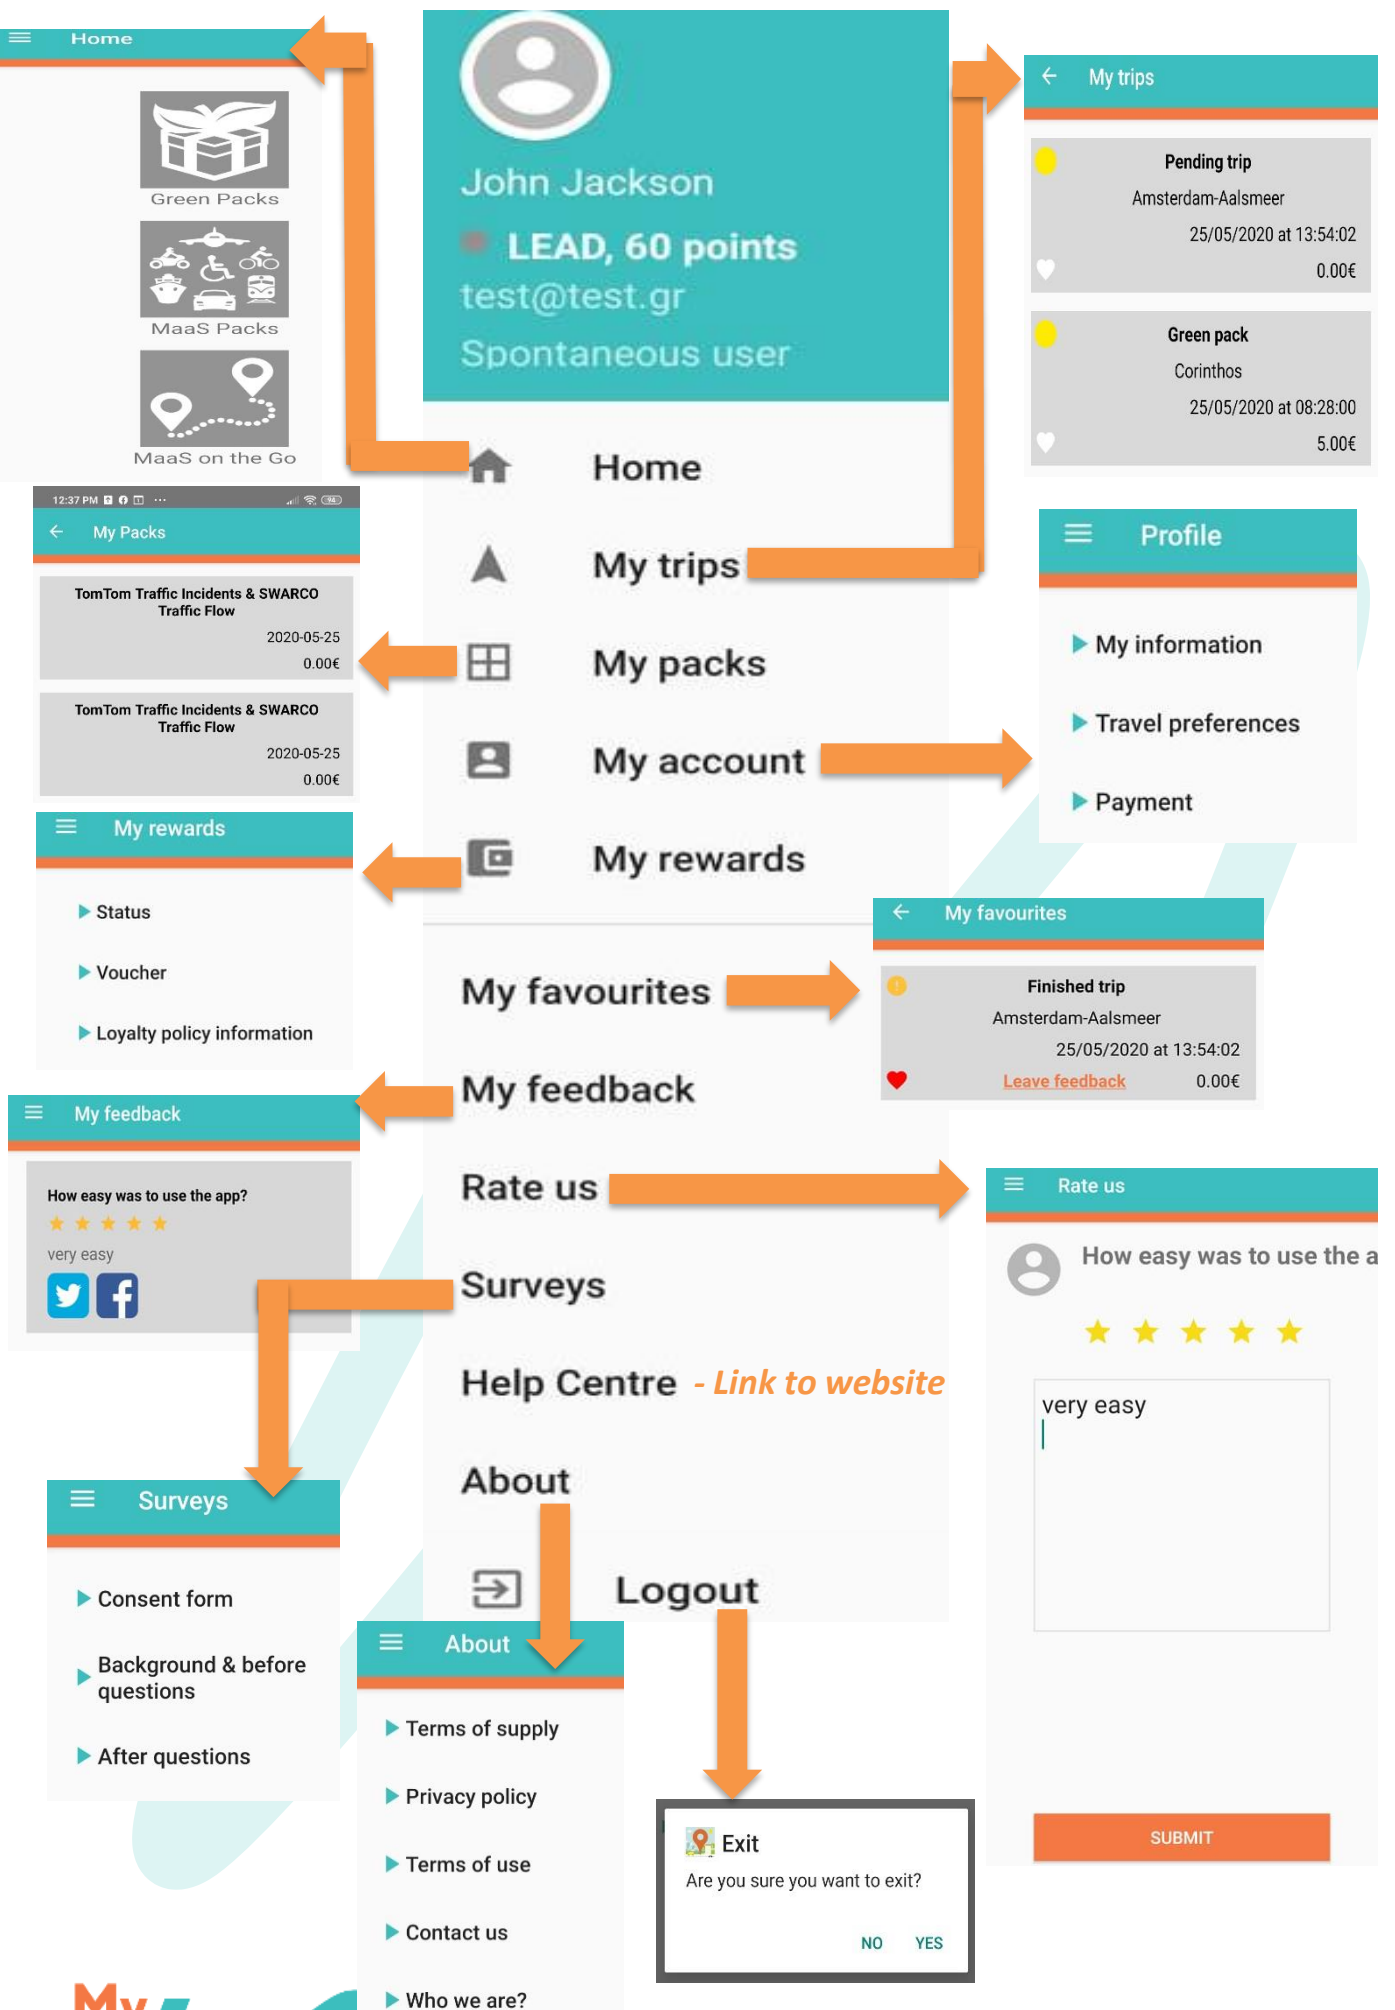 Home
Green Packs
MaaS Packs
MaaS on the Go
John Jackson
LEAD, 60 points
test@test.gr
Spontaneous user
Home
My trips
My packs
My account
My rewards
My favourites
My feedback
Rate us
Surveys
Help Centre - Link to website
About
Logout
My trips
Pending trip
Amsterdam-Aalsmeer
25/05/2020 at 13:54:02
0.00€
Green pack
Corinthos
25/05/2020 at 08:28:00
5.00€
12:37 PM
94
My Packs
TomTom Traffic Incidents & SWARCO
Traffic Flow
2020-05-25
0.00€
TomTom Traffic Incidents & SWARCO
Traffic Flow
2020-05-25
0.00€
Profile
My information
Travel preferences
Payment
My rewards
Status
Voucher
Loyalty policy information
My favourites
Finished trip
Amsterdam-Aalsmeer
25/05/2020 at 13:54:02
Leave feedback 0.00€
My feedback
How easy was to use the app?
very easy
Rate us
How easy was to use the a
very easy
SUBMIT
Surveys
Consent form
Background & before
questions
After questions
About
Terms of supply
Privacy policy
Terms of use
Contact us
Who we are?
Exit
Are you sure you want to exit?
NO YES
My